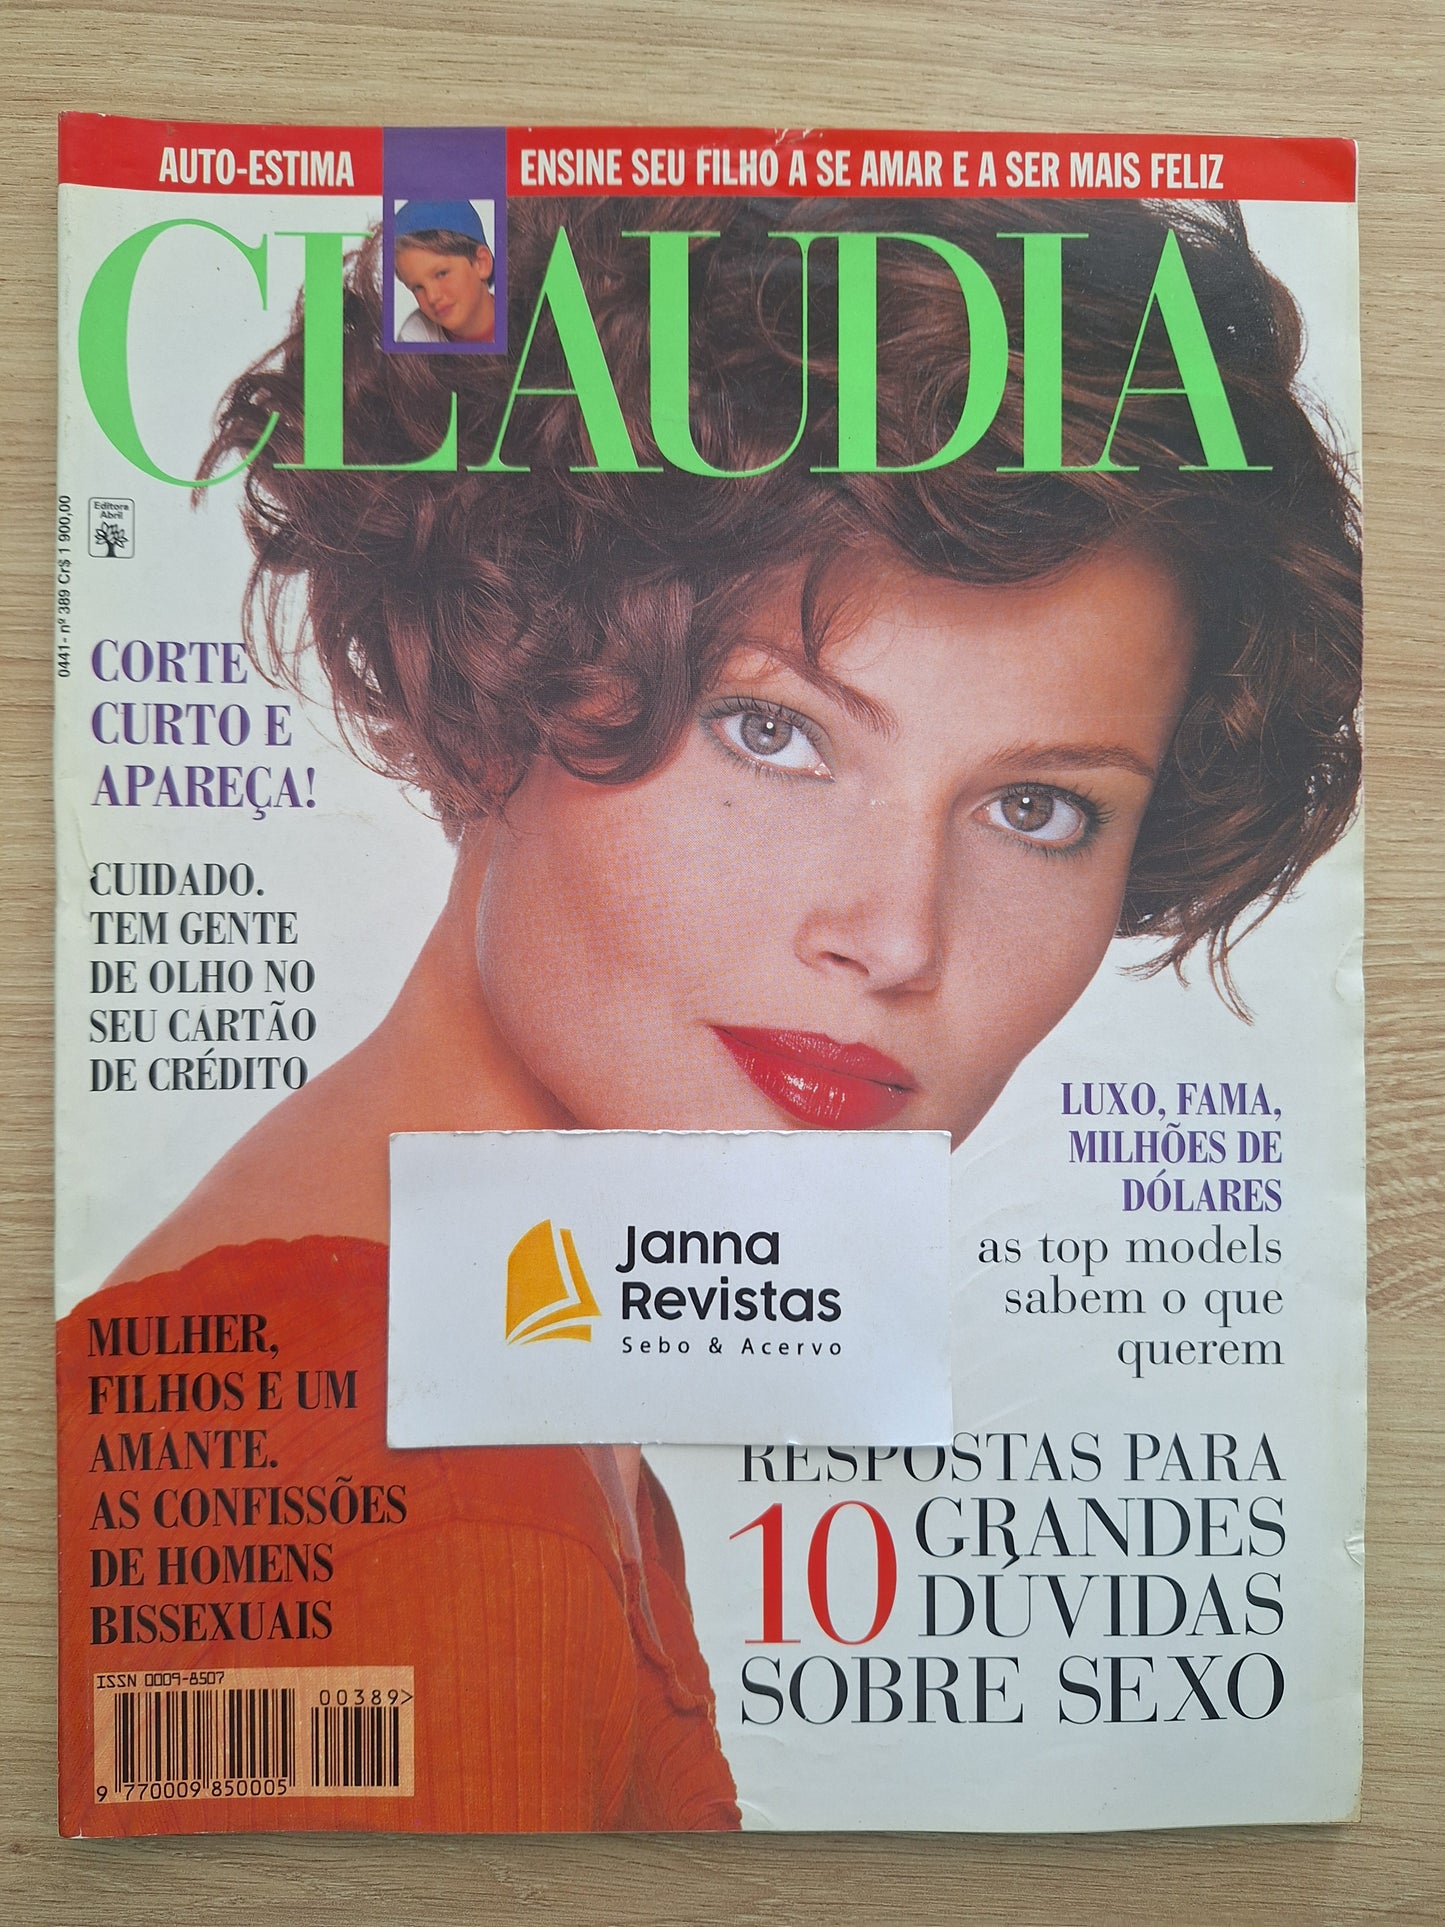 AUTO-ESTIMA ENSINE SEU FILHO A SE AMAR E A SER MAIS FELIZ
CLAUDIA
Editora
Abril
0441- nº 389 Cr$ 1 900,00
CORTE
CURTO E
APAREÇA!
CUIDADO.
TEM GENTE
DE OLHO NO
SEU CARTÃO
DE CRÉDITO
LUXO, FAMA,
MILHÕES DE
DÓLARES
as top models
sabem o que
querem
Janna
Revistas
Sebo & Acervo
MULHER,
FILHOS E UM
AMANTE.
AS CONFISSÕES
DE HOMENS
BISSEXUAIS
RESPOSTAS PARA
10 GRANDES
DÚVIDAS
SOBRE SEXO
ISSN 0009-8507
00389>
9 770009 850005